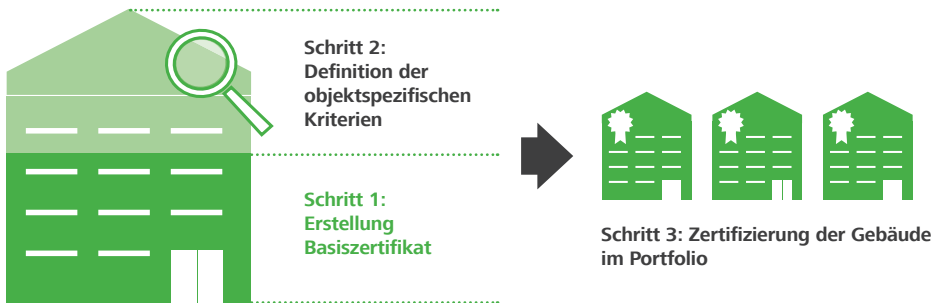 Schritt 2:
Definition der
objektspezifischen
Kriterien
Schritt 1:
Erstellung
Basiszertifikat
Schritt 3: Zertifizierung der Gebäude
im Portfolio